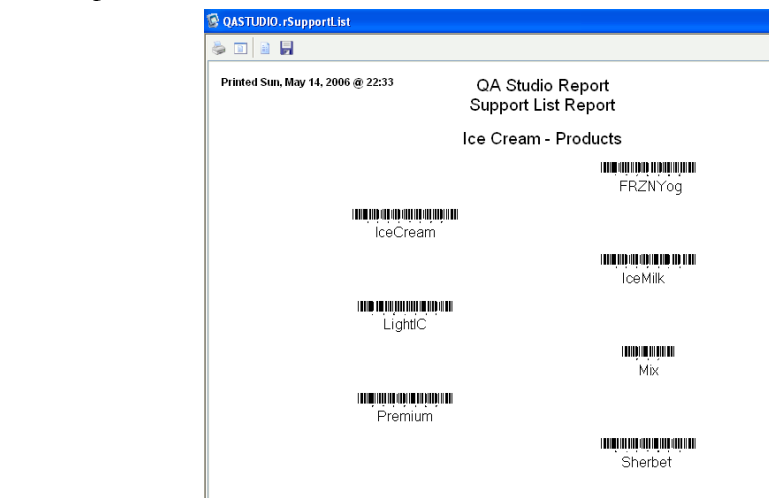 QASTUDIO.rSupportList
Printed Sun, May 14, 2006 @ 22:33
QA Studio Report
Support List Report
Ice Cream - Products
FRZNYog
IceCream
IceMilk
LightIC
Mix
Premium
Sherbet